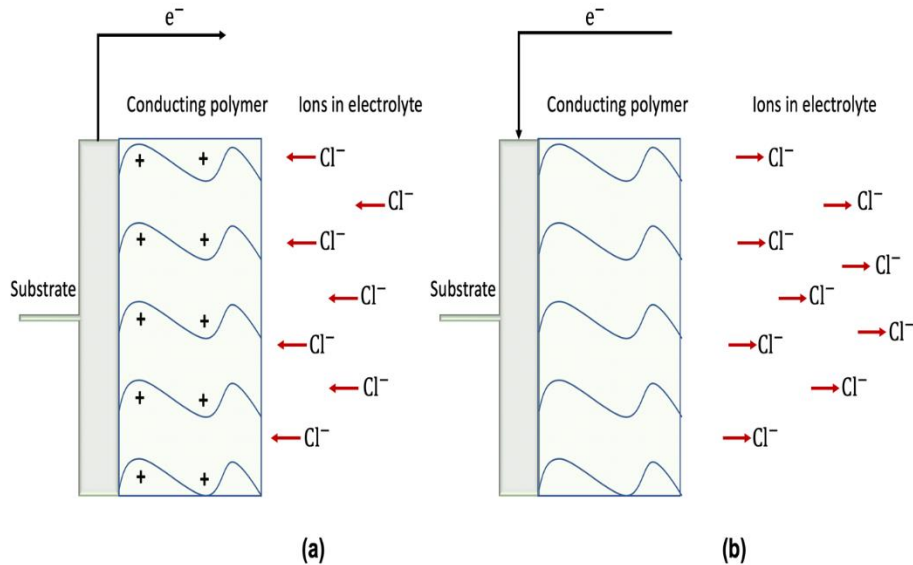 e⁻
Conducting polymer Ions in electrolyte
+ + Cl⁻
Cl⁻
+ + Cl⁻
Substrate
Cl⁻
+ + Cl⁻
Cl⁻
+ +
Cl⁻
+ +
(a)
e⁻
Conducting polymer Ions in electrolyte
Cl⁻
Cl⁻
Cl⁻
Cl⁻
Substrate
Cl⁻
Cl⁻
Cl⁻
Cl⁻
Cl⁻
(b)